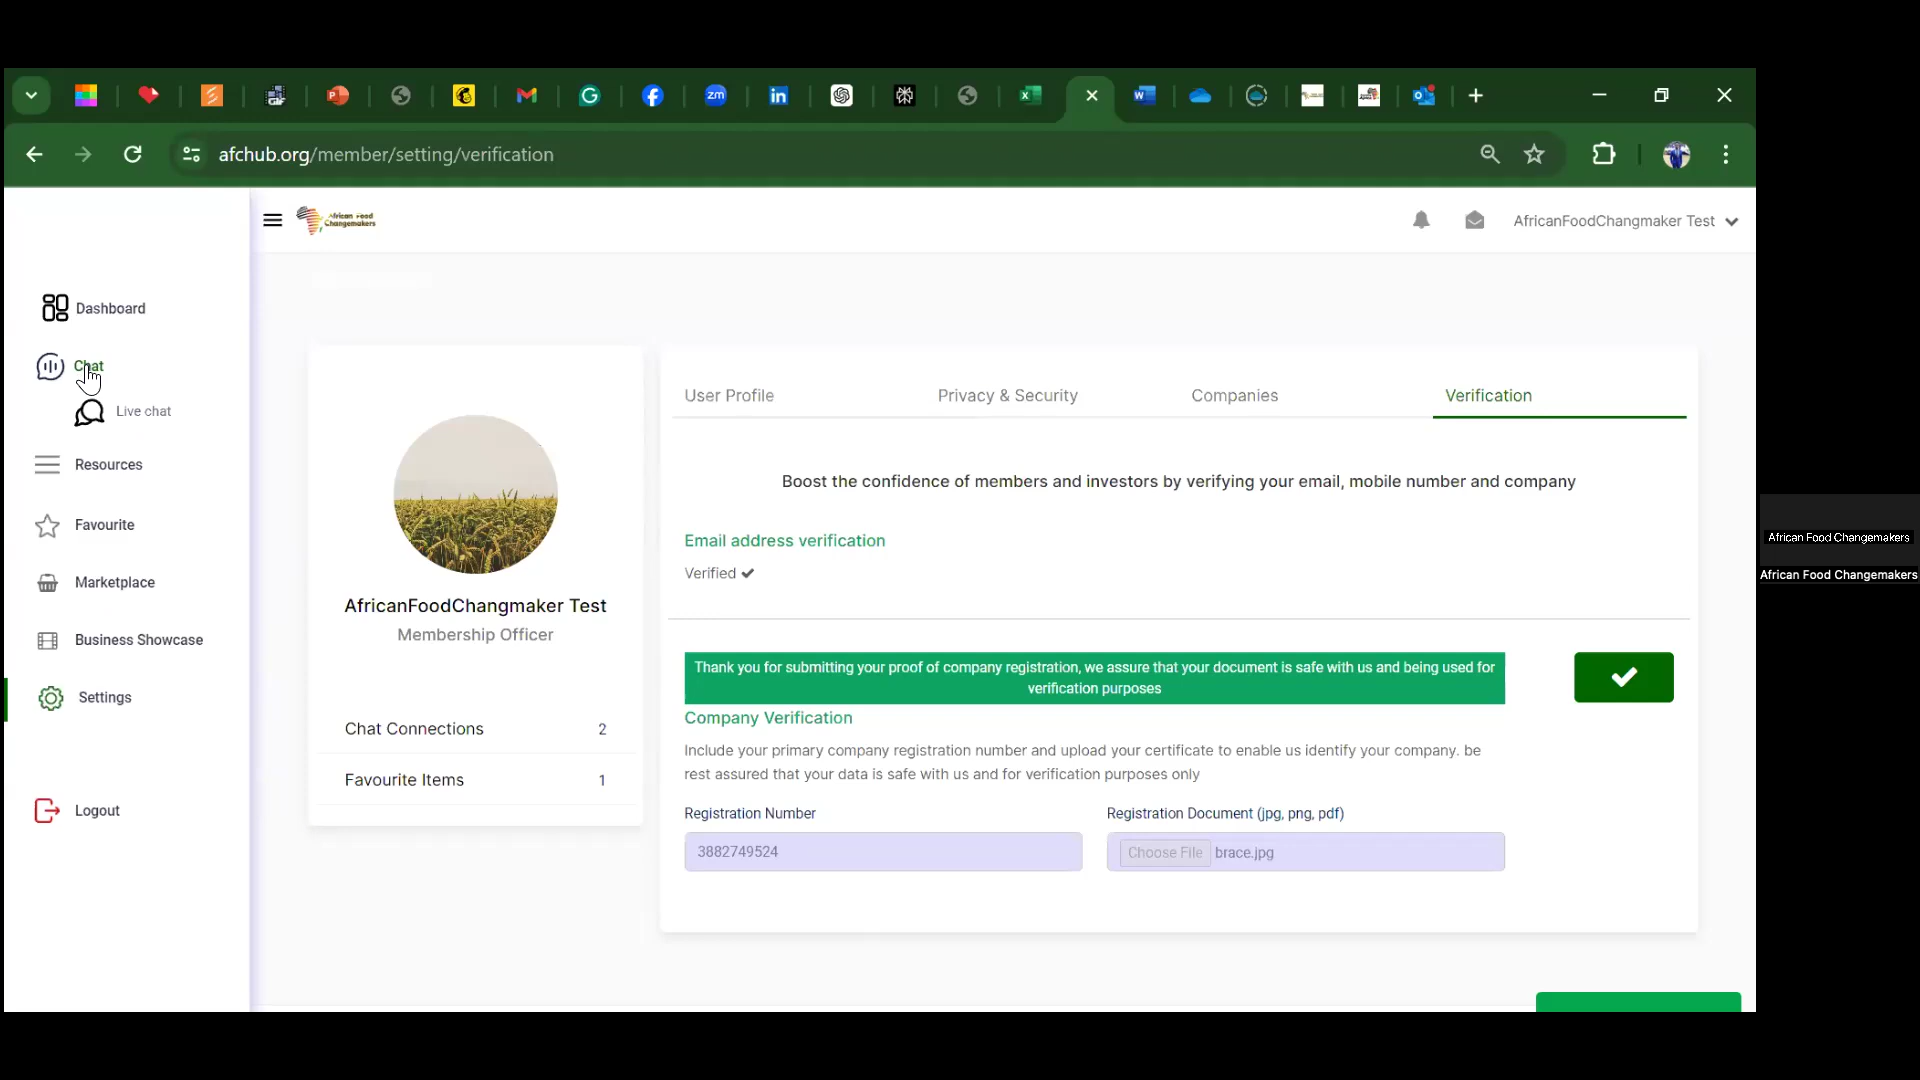 afchub.org/member/setting/verification
African Food
Changemakers
AfricanFoodChangmaker Test
Dashboard
Chat
Live chat
Resources
Favourite
Marketplace
Business Showcase
Settings
Logout
AfricanFoodChangmaker Test
Membership Officer
Chat Connections 2
Favourite Items 1
User Profile Privacy & Security Companies Verification
Boost the confidence of members and investors by verifying your email, mobile number and company
Email address verification
Verified
Thank you for submitting your proof of company registration, we assure that your document is safe with us and being used for
verification purposes
Company Verification
Include your primary company registration number and upload your certificate to enable us identify your company. be
rest assured that your data is safe with us and for verification purposes only
Registration Number Registration Document (jpg, png, pdf)
3882749524 Choose File brace.jpg
African Food Changemakers
African Food Changemakers